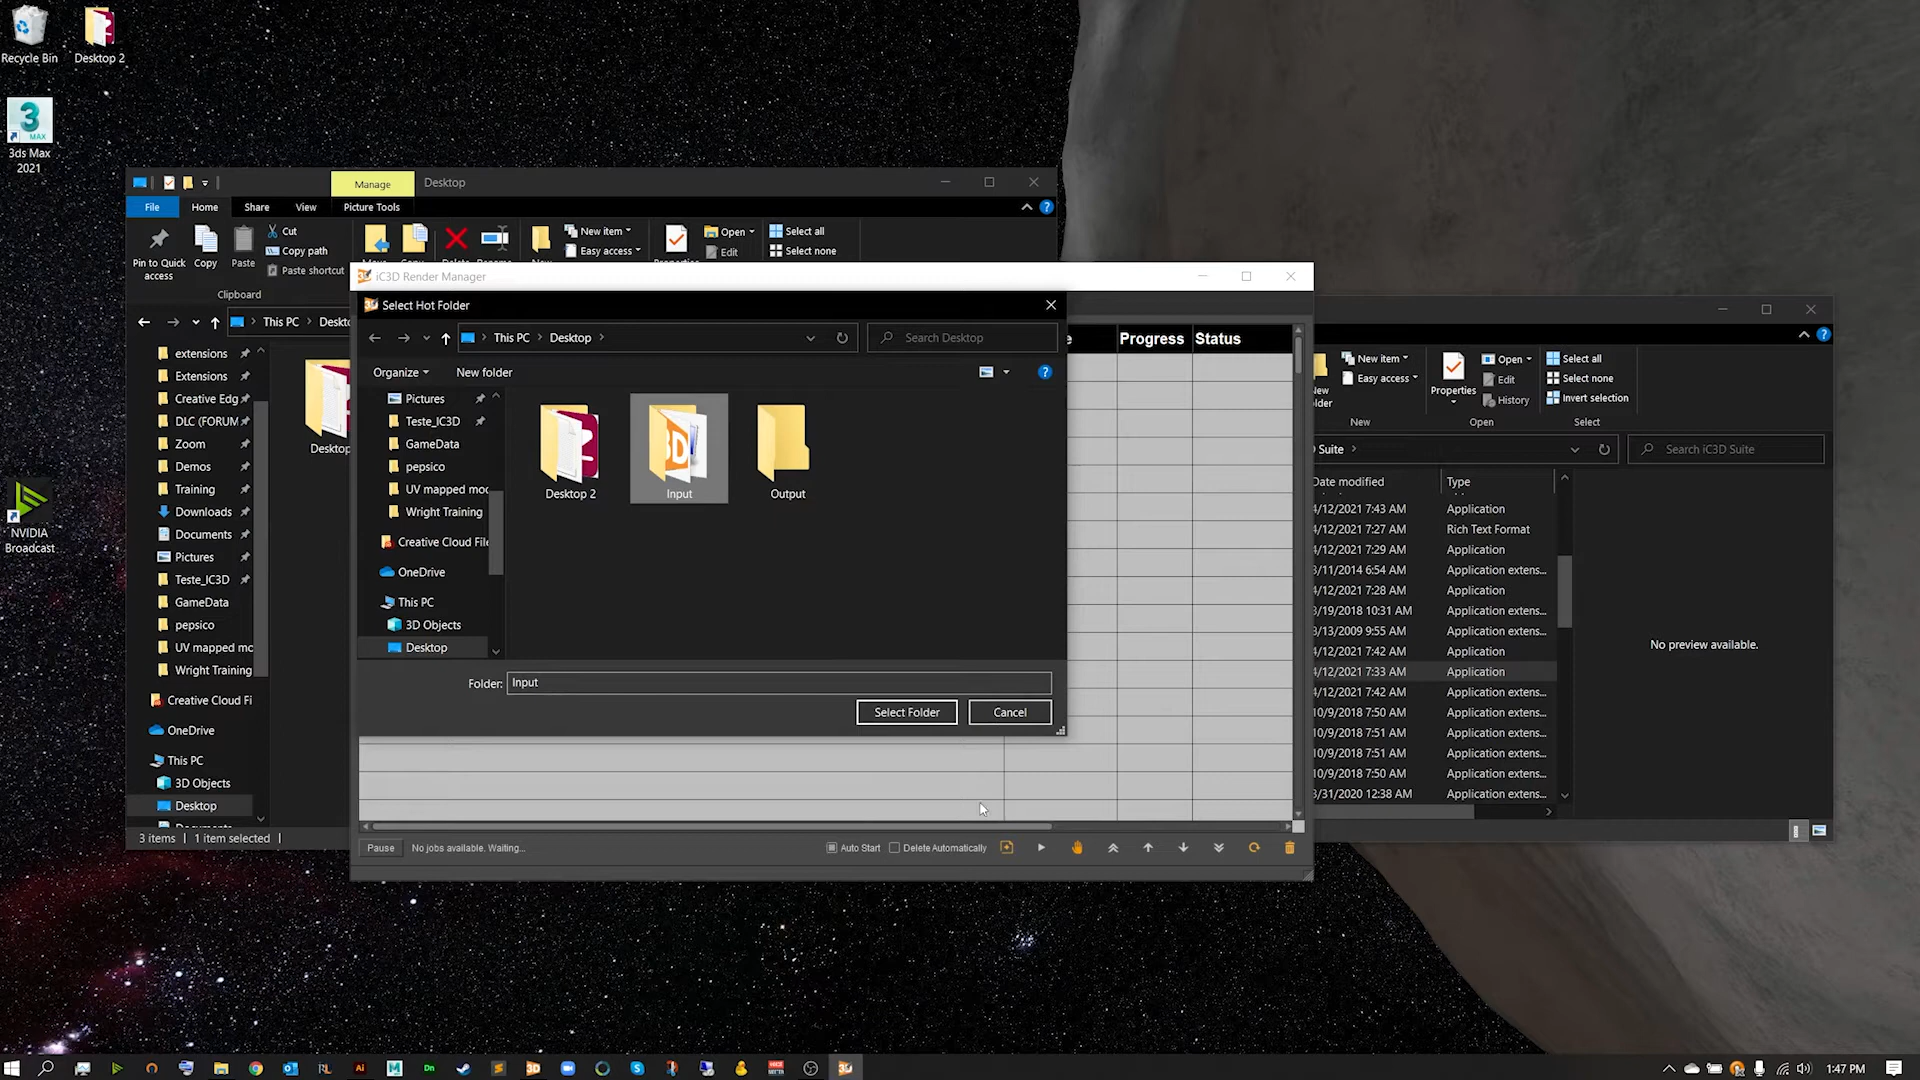 Recycle Bin
Desktop 2
3ds Max
2021
NVIDIA
Broadcast
Manage
Desktop
File
Home
Share
View
Picture Tools
Pin to Quick
access
Copy
Paste
Cut
Copy path
Paste shortcut
Clipboard
New item
Easy access
Open
Edit
Select all
Select none
This PC
extensions
Extensions
Creative Edg
DLC (FORUM
Zoom
Demos
Training
Downloads
Documents
Pictures
Teste_IC3D
GameData
pepsico
UV mapped mc
Wright Training
Creative Cloud Fi
OneDrive
This PC
3D Objects
Desktop
3 items
1 item selected
iC3D Render Manager
Select Hot Folder
This PC
Desktop
Search Desktop
Organize
New folder
Pictures
Teste_IC3D
GameData
pepsico
UV mapped moc
Wright Training
Creative Cloud File
OneDrive
This PC
3D Objects
Desktop
Desktop 2
Input
Output
Folder:
Input
Select Folder
Cancel
Progress
Status
Pause
No jobs available. Waiting...
Auto Start
Delete Automatically
New item
Easy access
New
Properties
Open
Edit
History
Open
Select all
Select none
Invert selection
Select
Search iC3D Suite
Date modified
Type
4/12/2021 7:43 AM
Application
4/12/2021 7:27 AM
Rich Text Format
4/12/2021 7:29 AM
Application
3/11/2014 6:54 AM
Application extens...
4/12/2021 7:28 AM
Application
3/19/2018 10:31 AM
Application extens...
3/13/2009 9:55 AM
Application extens...
4/12/2021 7:42 AM
Application
4/12/2021 7:33 AM
Application
4/12/2021 7:42 AM
Application extens...
10/9/2018 7:50 AM
Application extens...
10/9/2018 7:51 AM
Application extens...
10/9/2018 7:51 AM
Application extens...
10/9/2018 7:50 AM
Application extens...
8/31/2020 12:38 AM
Application extens...
No preview available.
1:47 PM